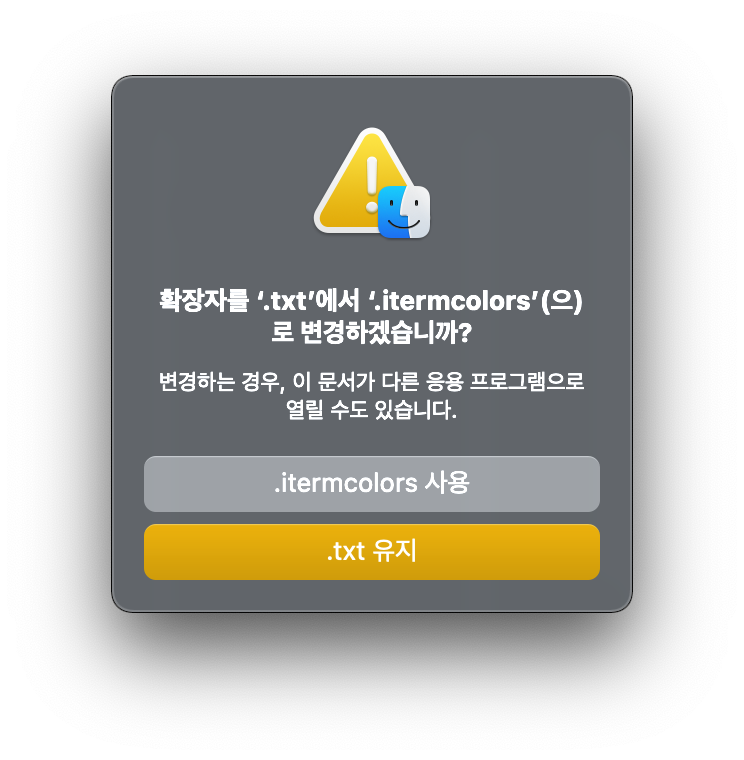 확장자를 ‘.txt’에서 ‘.itermcolors’(으)
로 변경하겠습니까?
변경하는 경우, 이 문서가 다른 응용 프로그램으로
열릴 수도 있습니다.
.itermcolors 사용
.txt 유지